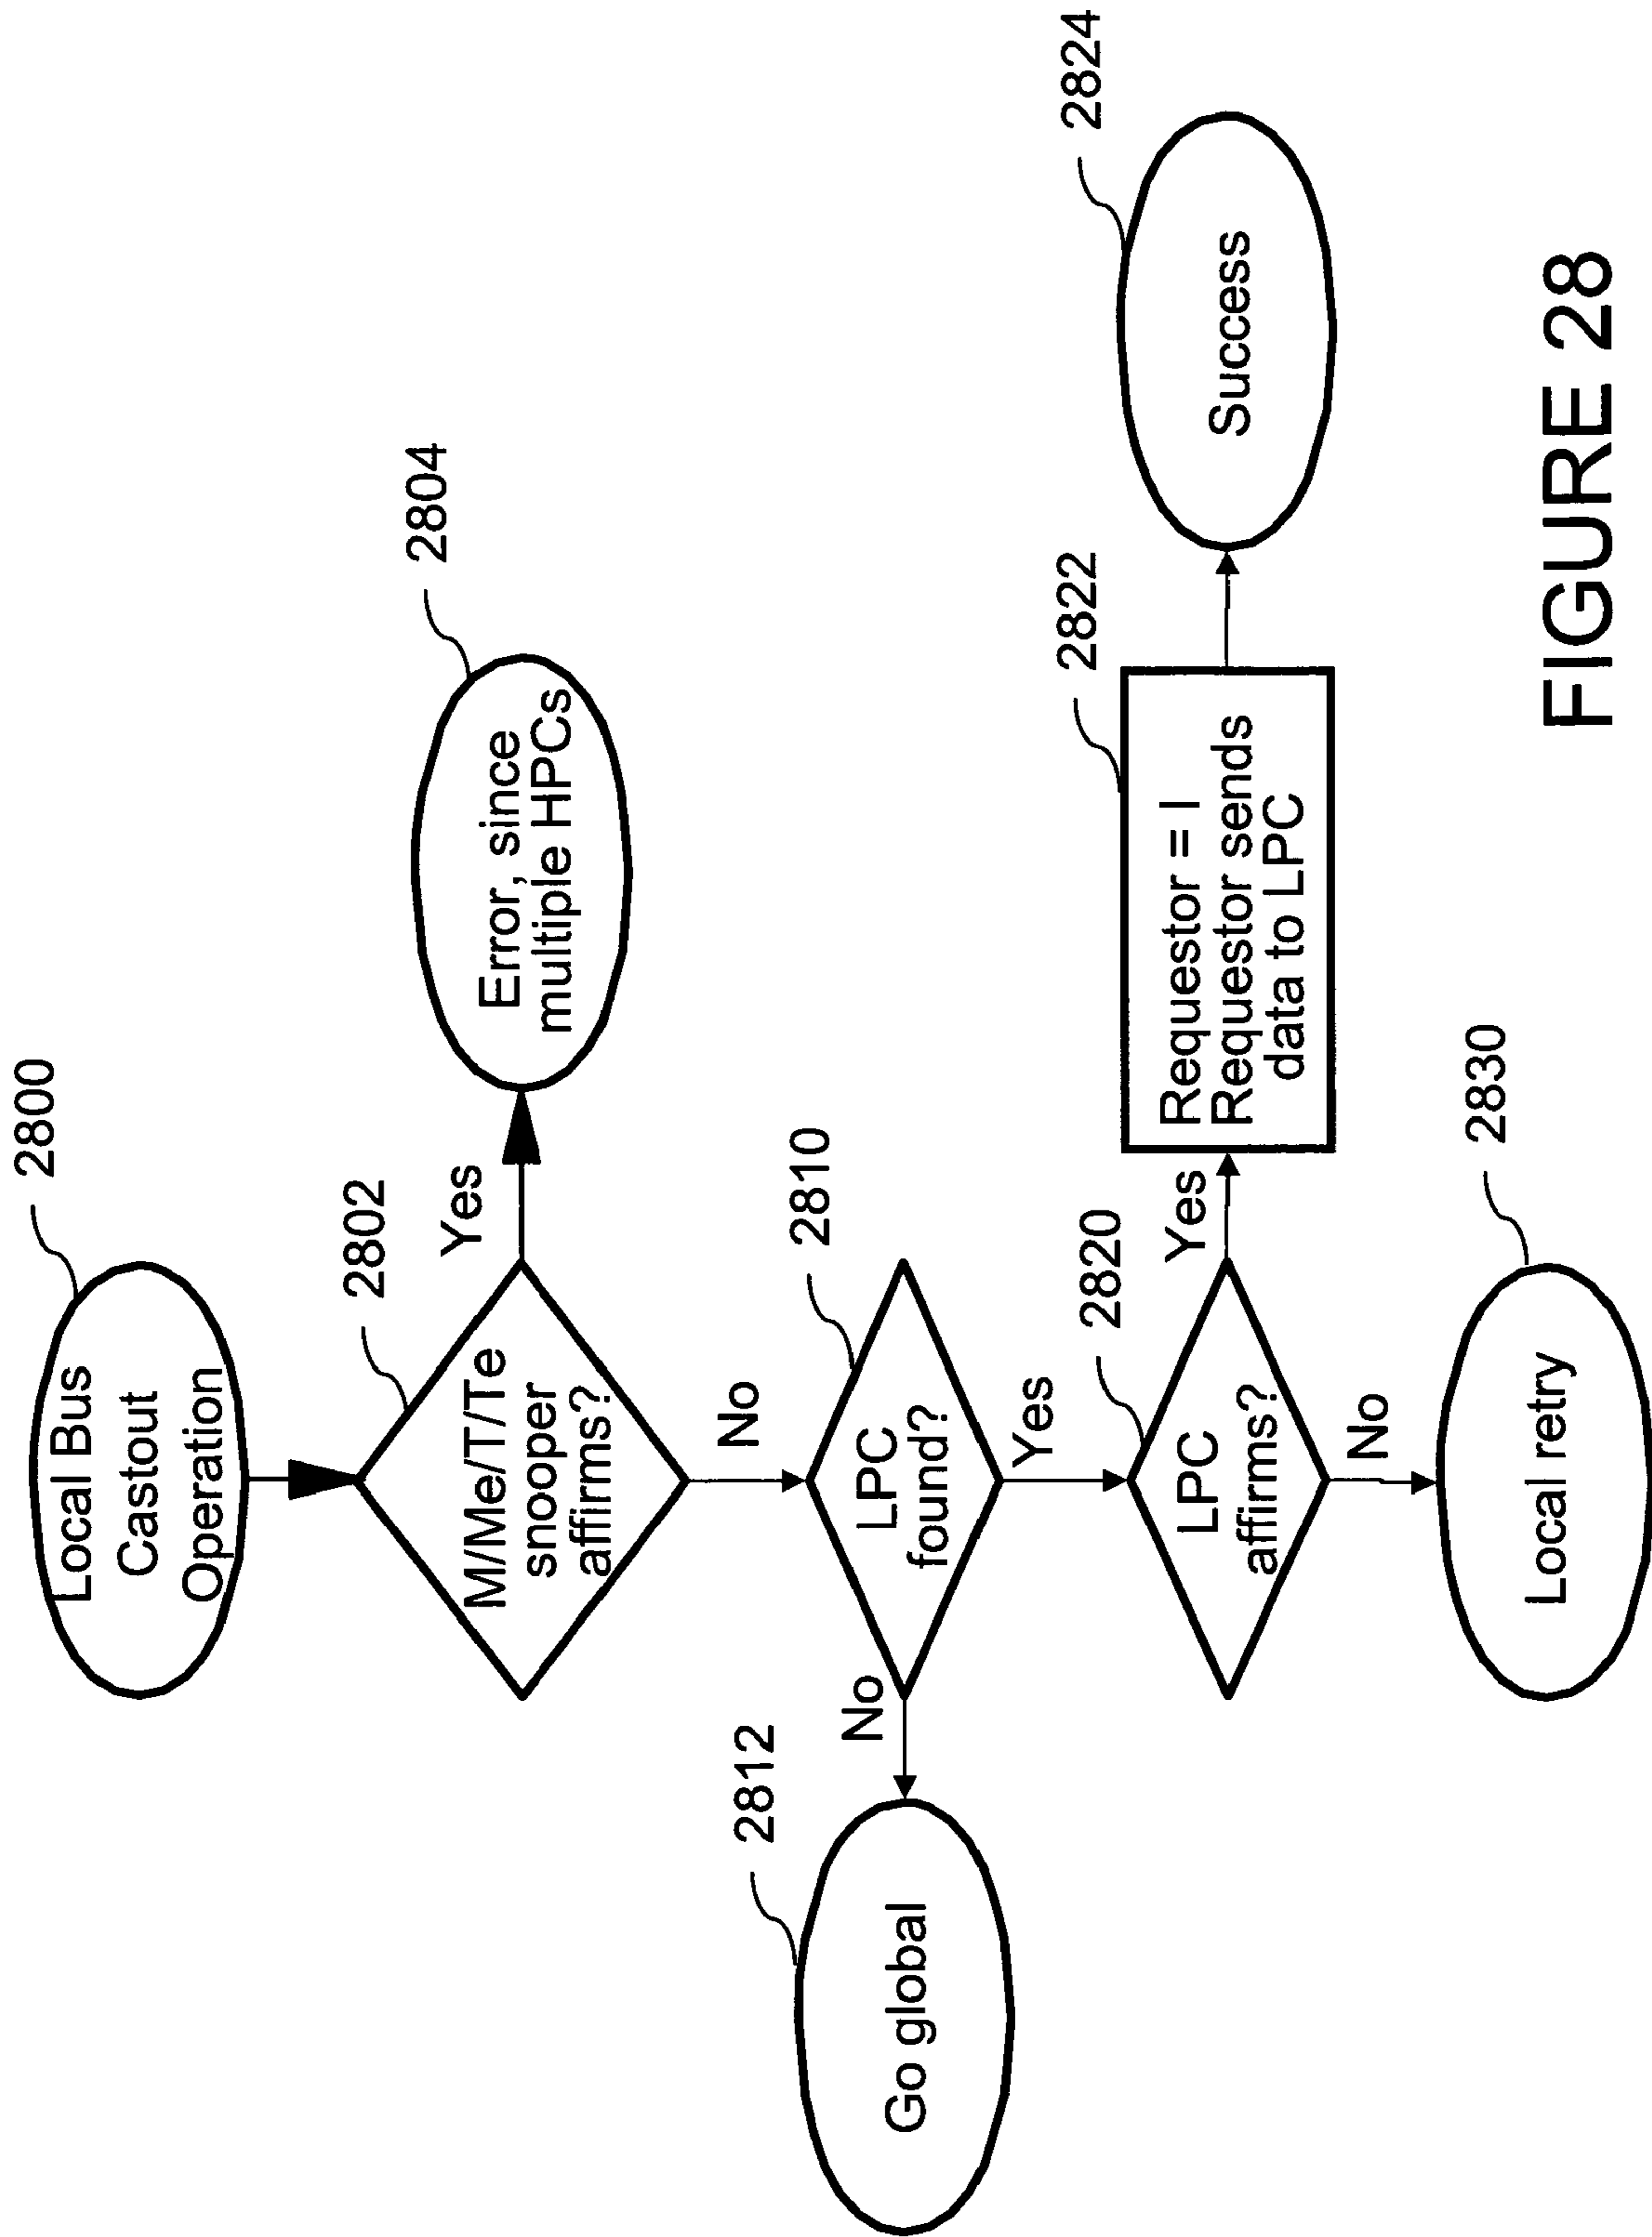 2800
Local Bus
Castout
Operation
2802
M/Me/T/Te
snooper
affirms?
Yes
2804
Error, since
multiple HPCs
No
2810
LPC
found?
No
2812
Go global
Yes
2820
LPC
affirms?
Yes
2822
Requestor = I
Requestor sends
data to LPC
2824
Success
No
2830
Local retry
FIGURE 28